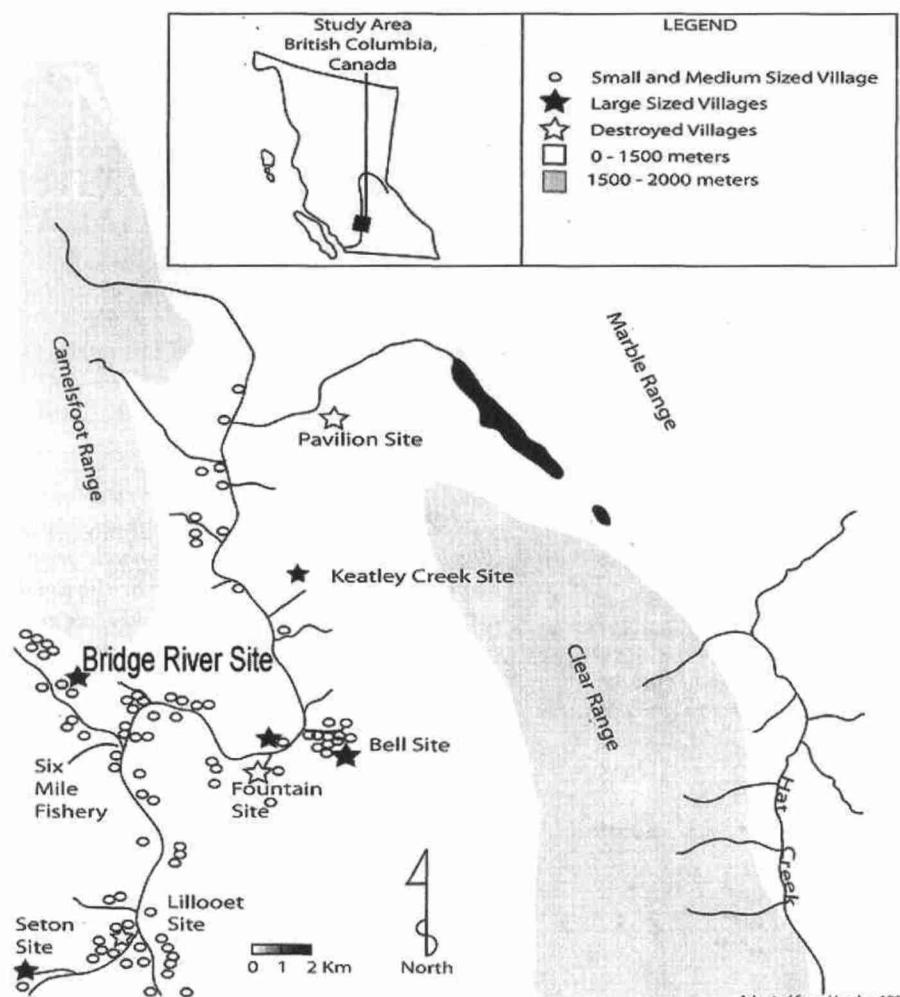 Study Area
British Columbia,
Canada
LEGEND
Small and Medium Sized Village
Large Sized Villages
Destroyed Villages
0 - 1500 meters
1500 - 2000 meters
Marble Range
Camelsfoot Range
Pavilion Site
Keatley Creek Site
Bridge River Site
Clear Range
Bell Site
Six
Mile
Fishery
Fountain
Site
Hat Creek
Lillooet
Site
Seton
Site
0 1 2 Km
North